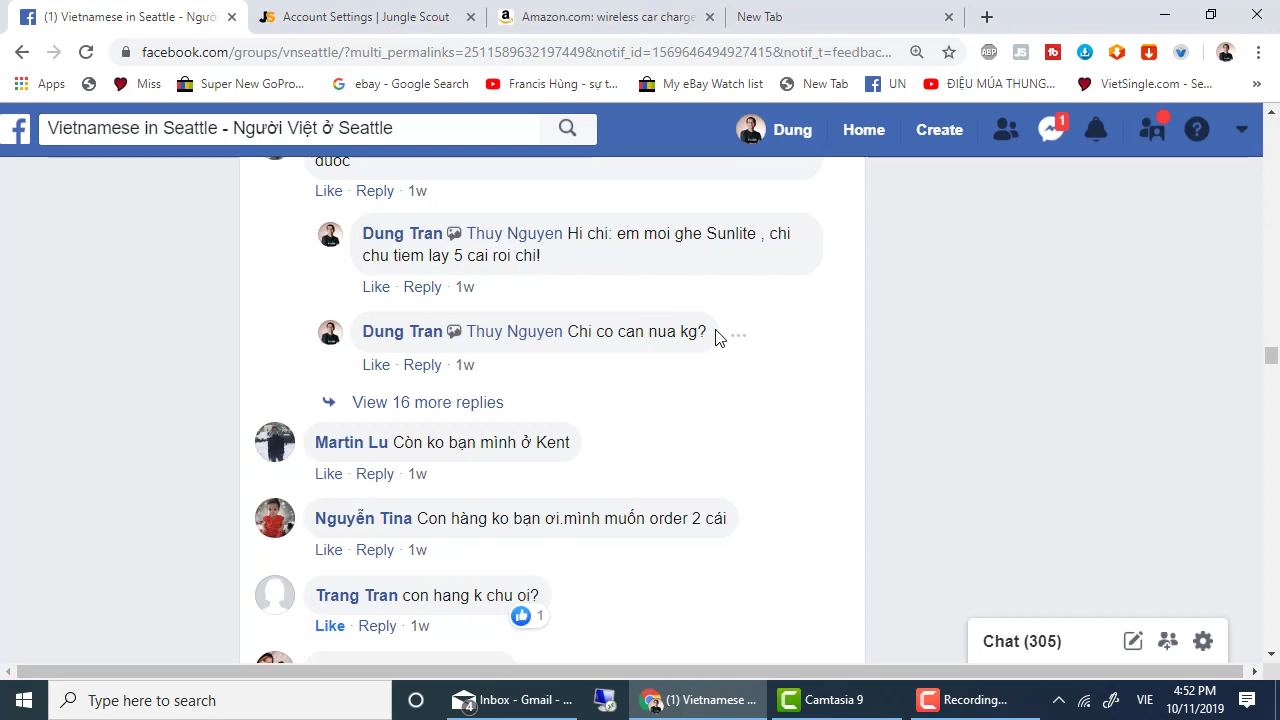 (1) Vietnamese in Seattle - Ngườ
Account Settings | Jungle Scout
Amazon.com: wireless car charge
New Tab
facebook.com/groups/vnseattle/?multi_permalinks=2511589632197449&notif_id=1569646494927415&notif_t=feedbac...
Apps
Miss
Super New GoPro...
ebay - Google Search
Francis Hùng - sự t...
My eBay Watch list
New Tab
UN
ĐIỆU MÚA THUNG...
VietSingle.com - Se...
Vietnamese in Seattle - Người Việt ở Seattle
Dung
Home
Create
1
duoc
Like · Reply · 1w
Dung Tran Thuy Nguyen Hi chi: em moi ghe Sunlite , chi
chu tiem lay 5 cai roi chi!
Like · Reply · 1w
Dung Tran Thuy Nguyen Chi co can nua kg?
Like · Reply · 1w
View 16 more replies
Martin Lu Còn ko bạn mình ở Kent
Like · Reply · 1w
Nguyễn Tina Con hàng ko bạn ơi.mình muốn order 2 cái
Like · Reply · 1w
Trang Tran con hang k chu oi?
1
Like · Reply · 1w
Chat (305)
Type here to search
4
Inbox - Gmail - ...
(1) Vietnamese ...
Camtasia 9
Recording...
VIE
4:52 PM
10/11/2019